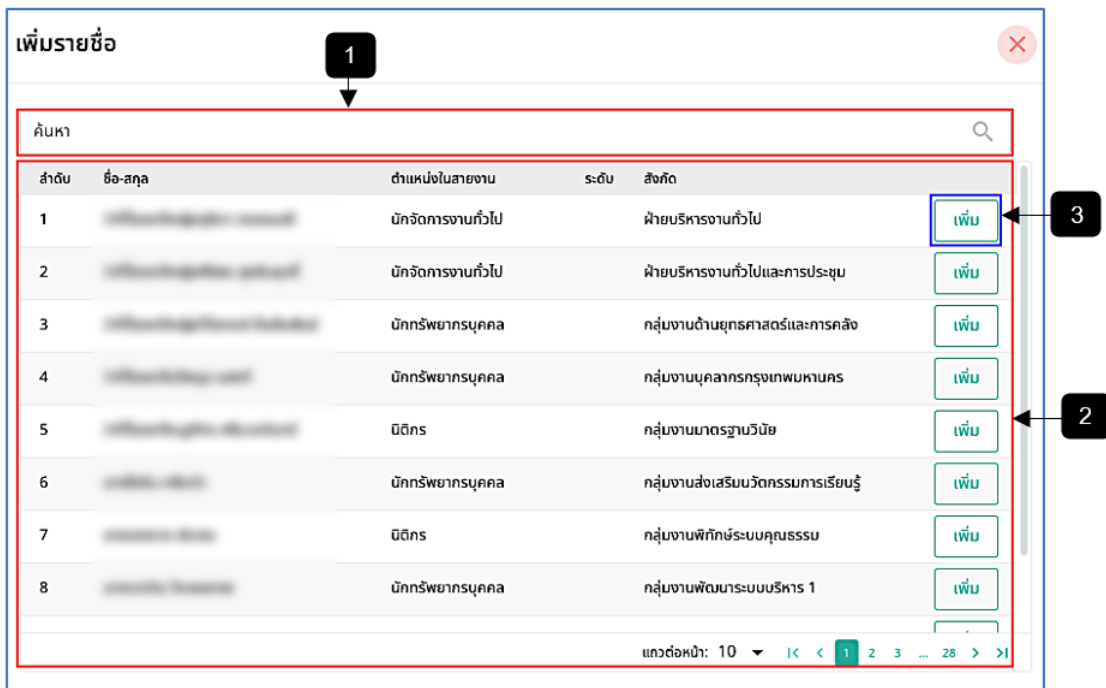 เพิ่มรายชื่อ
1
ค้นหา
ลำดับ ชื่อ-สกุล ตำแหน่งในสายงาน ระดับ สังกัด
1 นักจัดการงานทั่วไป ฝ่ายบริหารงานทั่วไป เพิ่ม
3
2 นักจัดการงานทั่วไป ฝ่ายบริหารงานทั่วไปและการประชุม เพิ่ม
3 นักทรัพยากรบุคคล กลุ่มงานด้านยุทธศาสตร์และการคลัง เพิ่ม
4 นักทรัพยากรบุคคล กลุ่มงานบุคลากรกรุงเทพมหานคร เพิ่ม
2
5 นิติกร กลุ่มงานมาตรฐานวินัย เพิ่ม
6 นักทรัพยากรบุคคล กลุ่มงานส่งเสริมนวัตกรรมการเรียนรู้ เพิ่ม
7 นิติกร กลุ่มงานพิทักษ์ระบบคุณธรรม เพิ่ม
8 นักทรัพยากรบุคคล กลุ่มงานพัฒนาระบบบริหาร 1 เพิ่ม
แถวต่อหน้า: 10 1 2 3 ... 28